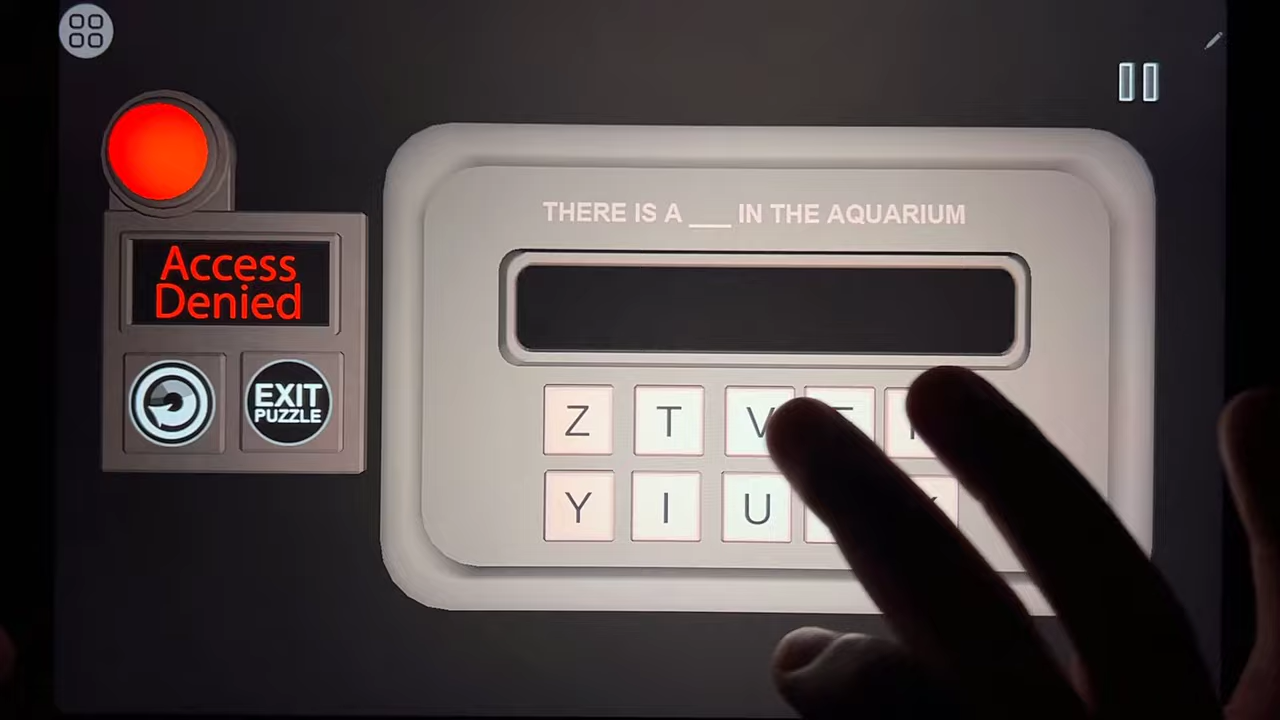 THERE IS A ___ IN THE AQUARIUM
Access
Denied
EXIT
PUZZLE
Z T V
Y I U